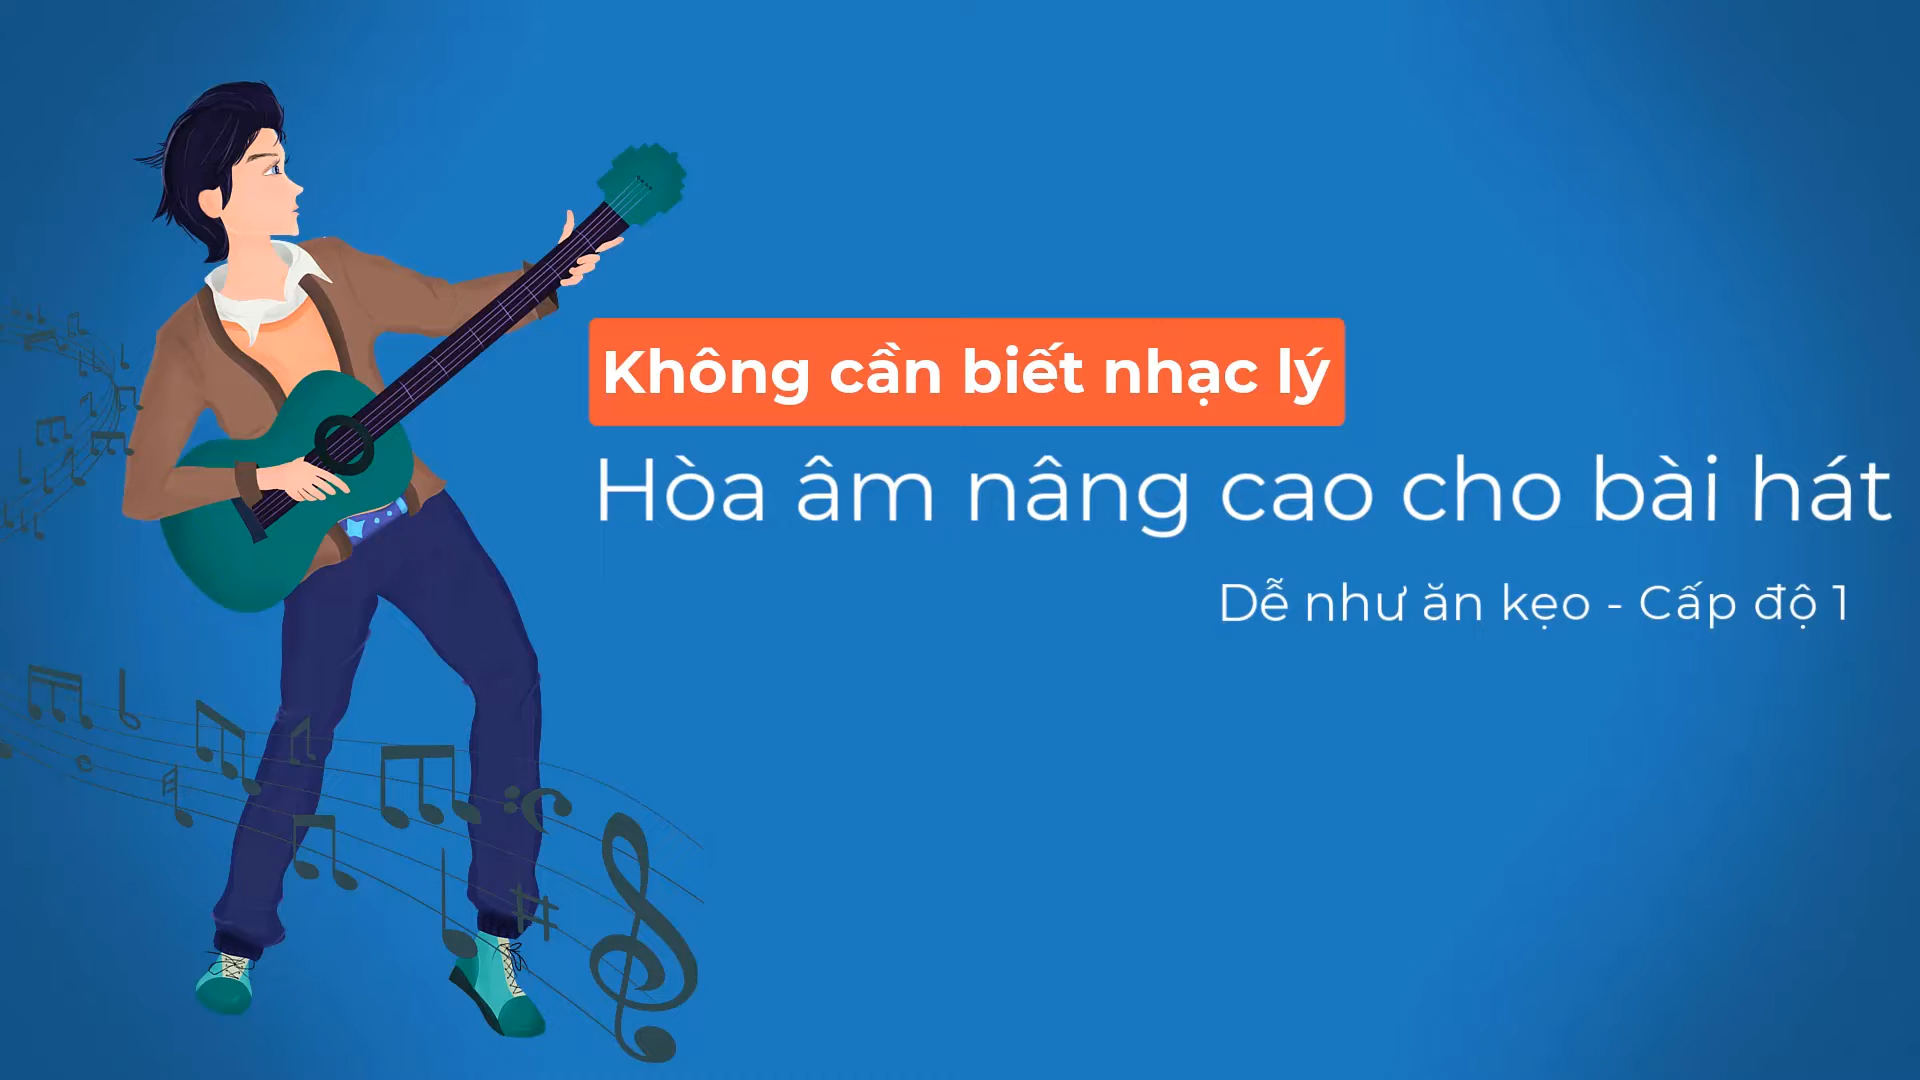 Không cần biết nhạc lý
Hòa âm nâng cao cho bài hát
Dễ như ăn kẹo - Cấp độ 1